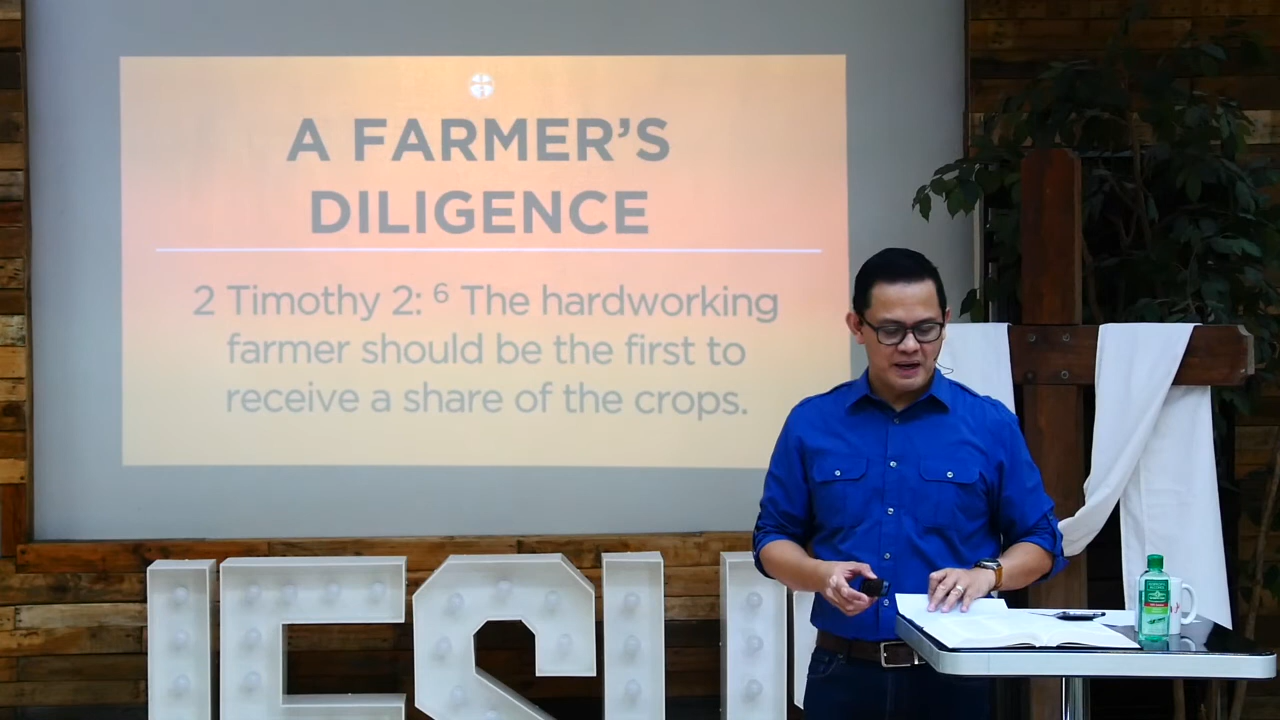 A FARMER’S
DILIGENCE
2 Timothy 2: ⁶ The hardworking
farmer should be the first to
receive a share of the crops.
JESU